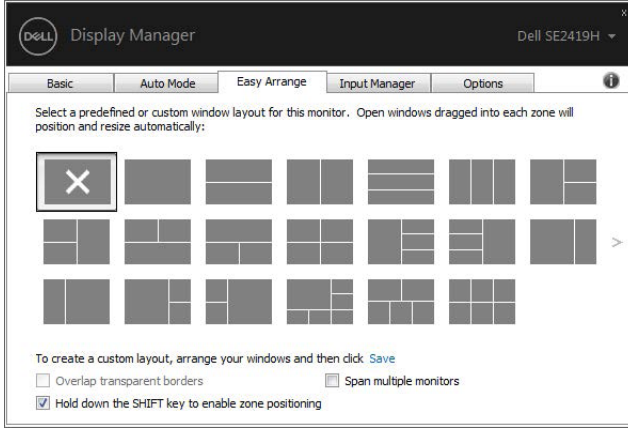 x
DELL Display Manager Dell SE2419H
Basic Auto Mode Easy Arrange Input Manager Options i
Select a predefined or custom window layout for this monitor. Open windows dragged into each zone will
position and resize automatically:
>
To create a custom layout, arrange your windows and then click Save
Overlap transparent borders Span multiple monitors
Hold down the SHIFT key to enable zone positioning